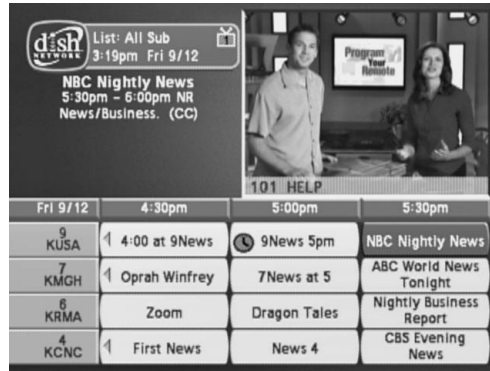 dish
NETWORK
List: All Sub
3:19pm Fri 9/12
1
NBC Nightly News
5:30pm - 6:00pm NR
News/Business. (CC)
Program
Your
Remote
101 HELP
Fri 9/12 4:30pm 5:00pm 5:30pm
9
KUSA
4:00 at 9News
9News 5pm
NBC Nightly News
7
KMGH
Oprah Winfrey
7News at 5
ABC World News
Tonight
6
KRMA
Zoom
Dragon Tales
Nightly Business
Report
4
KCNC
First News
News 4
CBS Evening
News